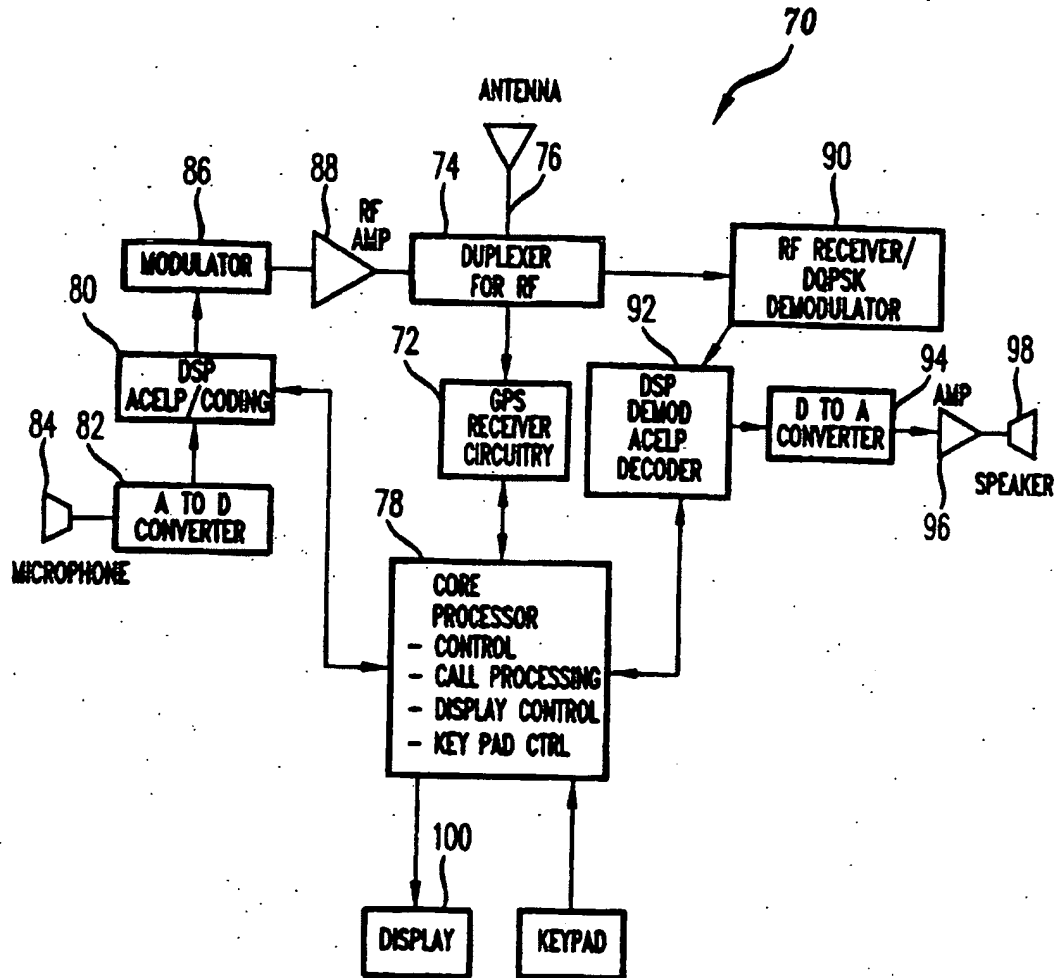 70
ANTENNA
86
88
74
76
90
RF
AMP
MODULATOR
DUPLEXER
FOR RF
RF RECEIVER/
DQPSK
DEMODULATOR
80
72
92
DSP
ACELP/CODING
GPS
RECEIVER
CIRCUITRY
DSP
DEMOD
ACELP
DECODER
94
98
D TO A
CONVERTER
AMP
SPEAKER
96
84
82
A TO D
CONVERTER
MICROPHONE
78
CORE
PROCESSOR
- CONTROL
- CALL PROCESSING
- DISPLAY CONTROL
- KEY PAD CTRL
100
DISPLAY
KEYPAD